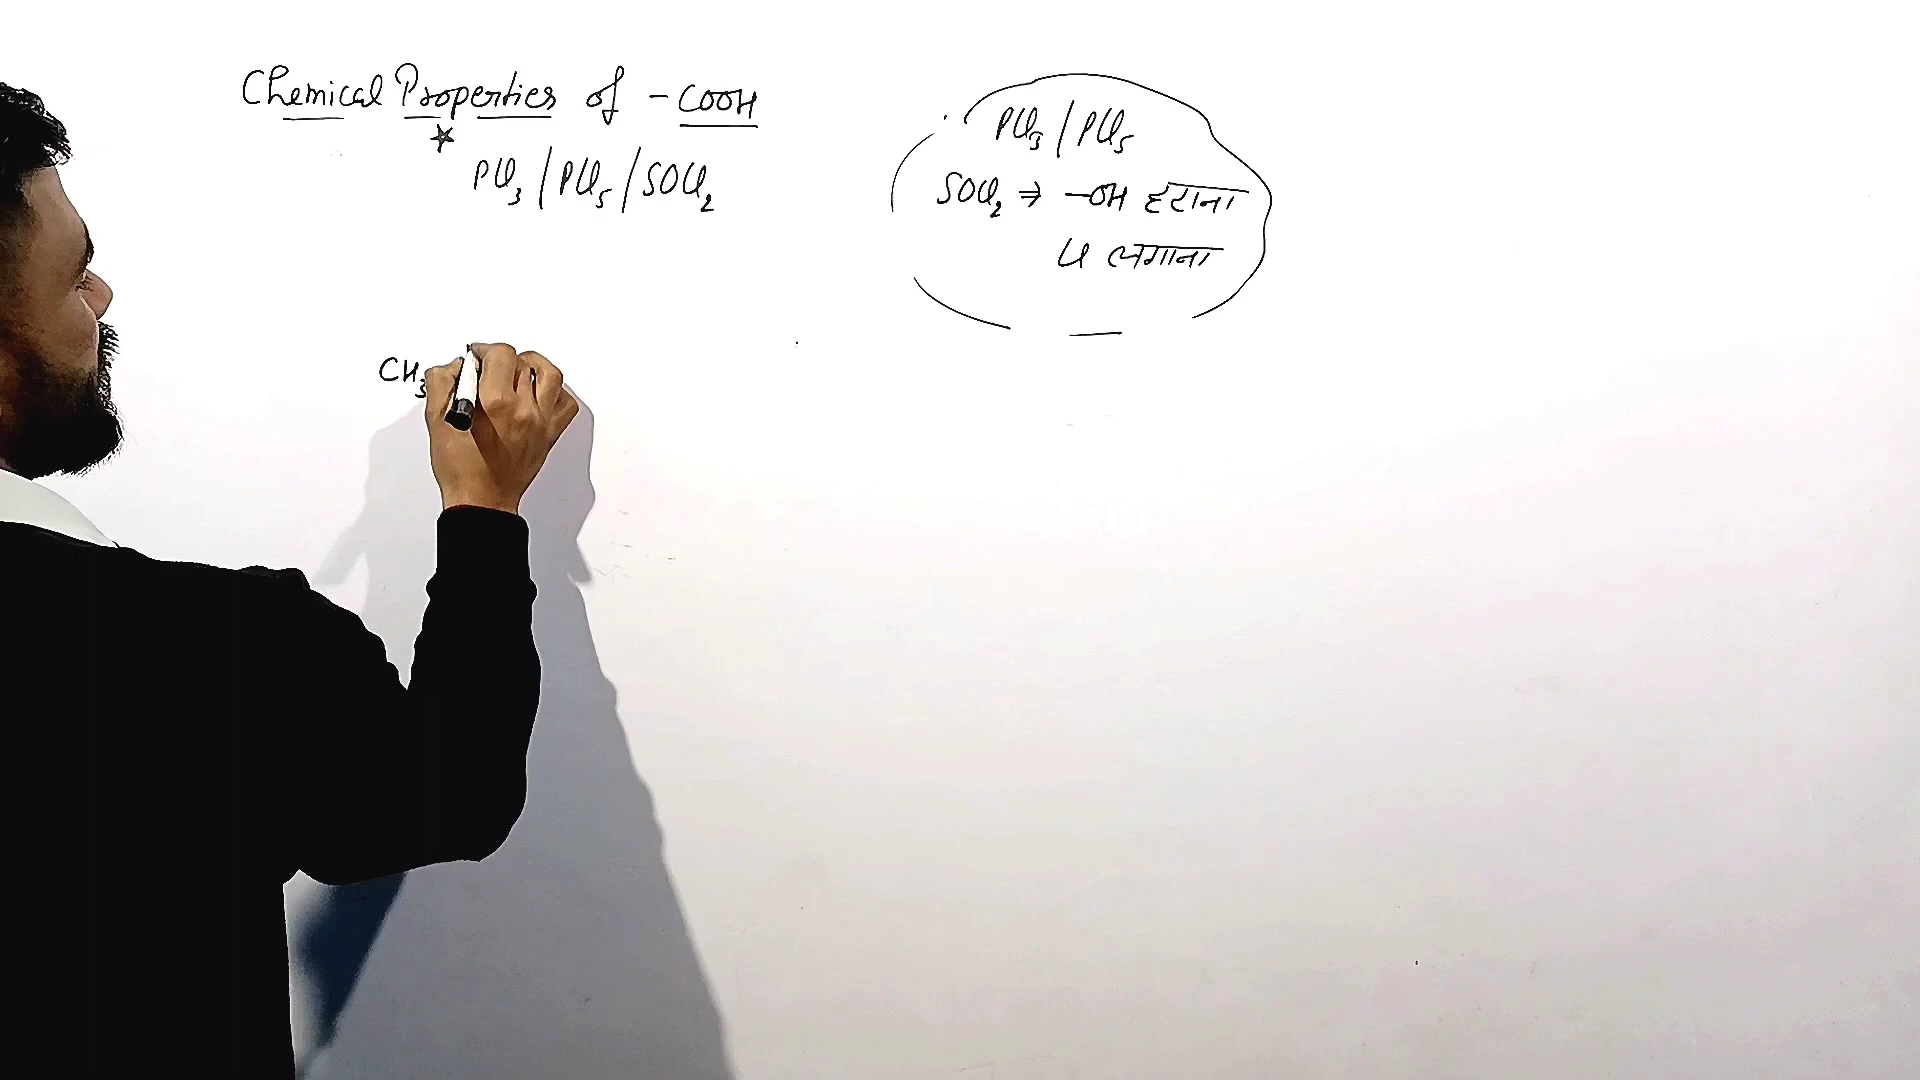 Chemical Properties of -COOH
★
PCl₃ / PCl₅ / SOCl₂
PCl₃ / PCl₅
SOCl₂ ⇒ -OH हटाना
Cl लगाना
CH₃